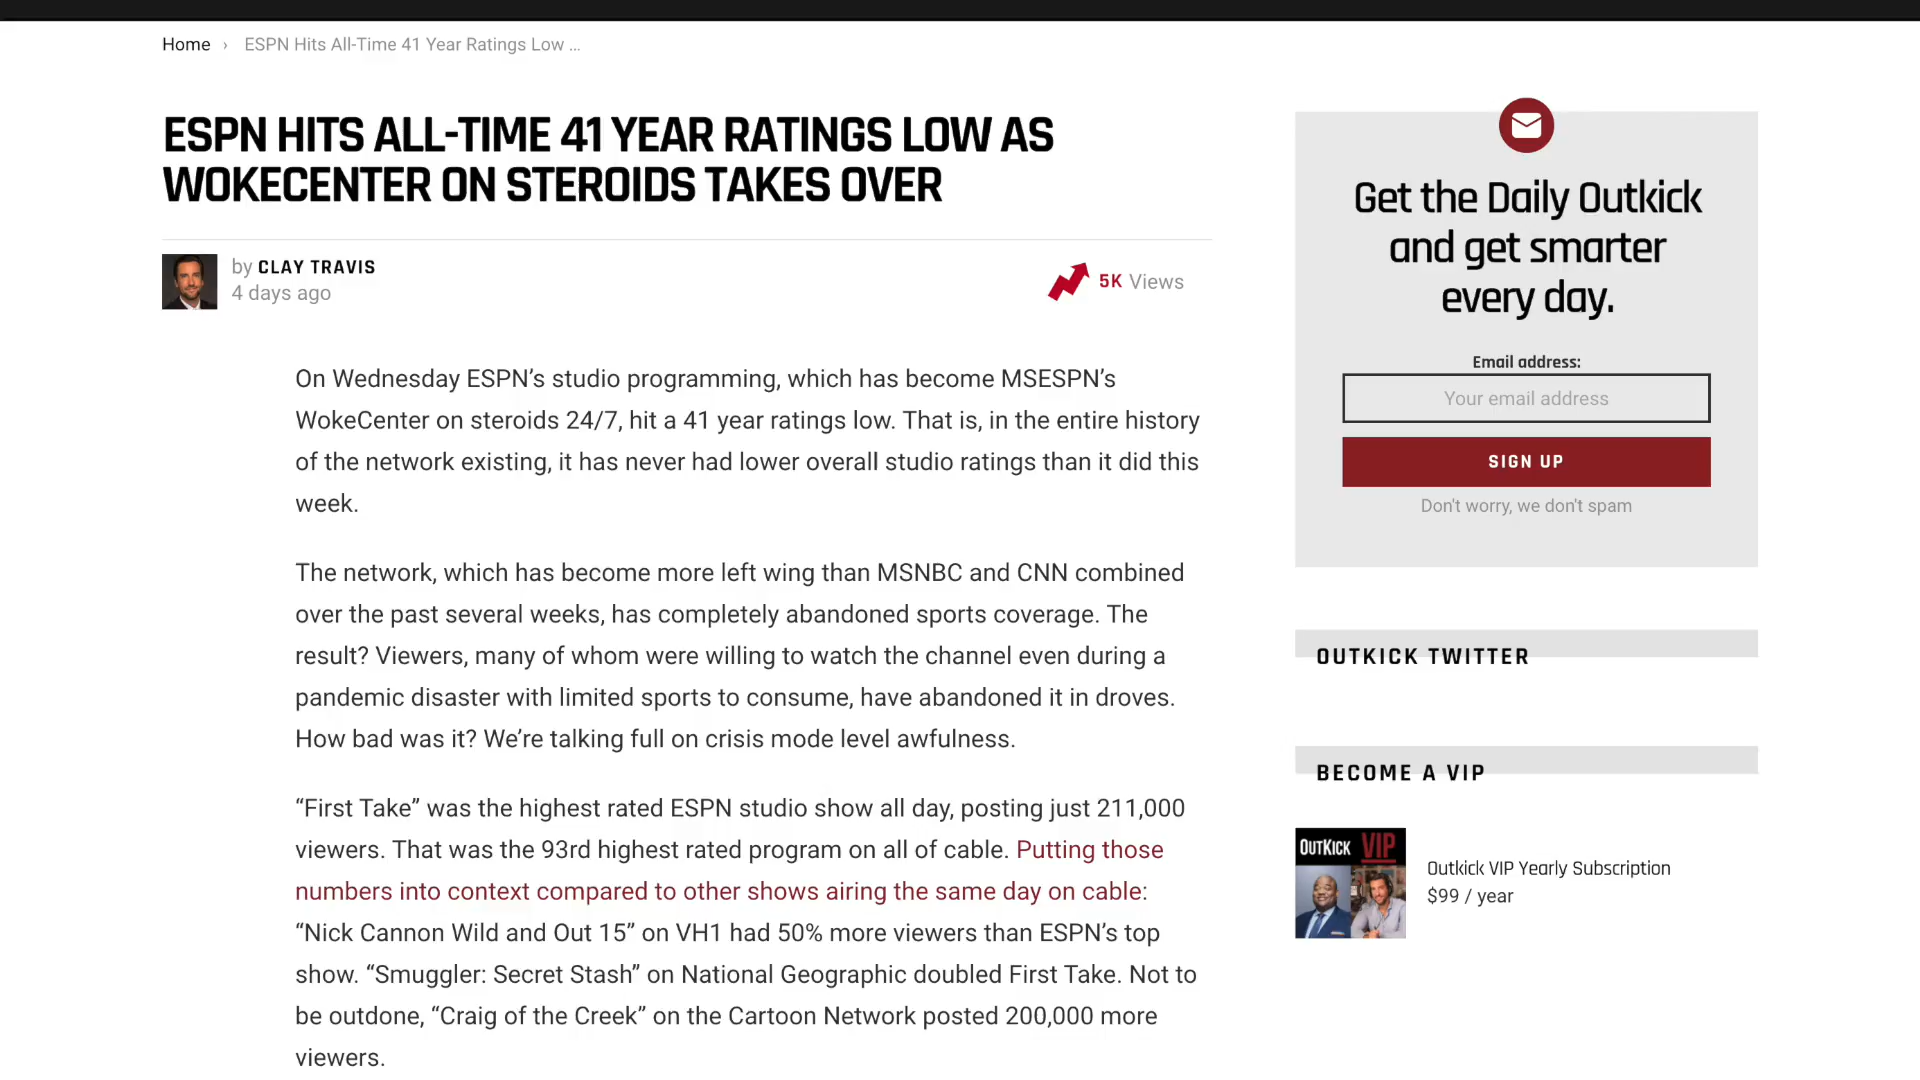 Home › ESPN Hits All-Time 41 Year Ratings Low ...
ESPN HITS ALL-TIME 41 YEAR RATINGS LOW AS
WOKECENTER ON STEROIDS TAKES OVER
by CLAY TRAVIS
4 days ago
5K Views
On Wednesday ESPN’s studio programming, which has become MSESPN’s
WokeCenter on steroids 24/7, hit a 41 year ratings low. That is, in the entire history
of the network existing, it has never had lower overall studio ratings than it did this
week.
The network, which has become more left wing than MSNBC and CNN combined
over the past several weeks, has completely abandoned sports coverage. The
result? Viewers, many of whom were willing to watch the channel even during a
pandemic disaster with limited sports to consume, have abandoned it in droves.
How bad was it? We’re talking full on crisis mode level awfulness.
“First Take” was the highest rated ESPN studio show all day, posting just 211,000
viewers. That was the 93rd highest rated program on all of cable. Putting those
numbers into context compared to other shows airing the same day on cable:
“Nick Cannon Wild and Out 15” on VH1 had 50% more viewers than ESPN’s top
show. “Smuggler: Secret Stash” on National Geographic doubled First Take. Not to
be outdone, “Craig of the Creek” on the Cartoon Network posted 200,000 more
viewers.
Get the Daily Outkick
and get smarter
every day.
Email address:
Your email address
SIGN UP
Don't worry, we don't spam
OUTKICK TWITTER
BECOME A VIP
OUTKICK VIP
Outkick VIP Yearly Subscription
$99 / year